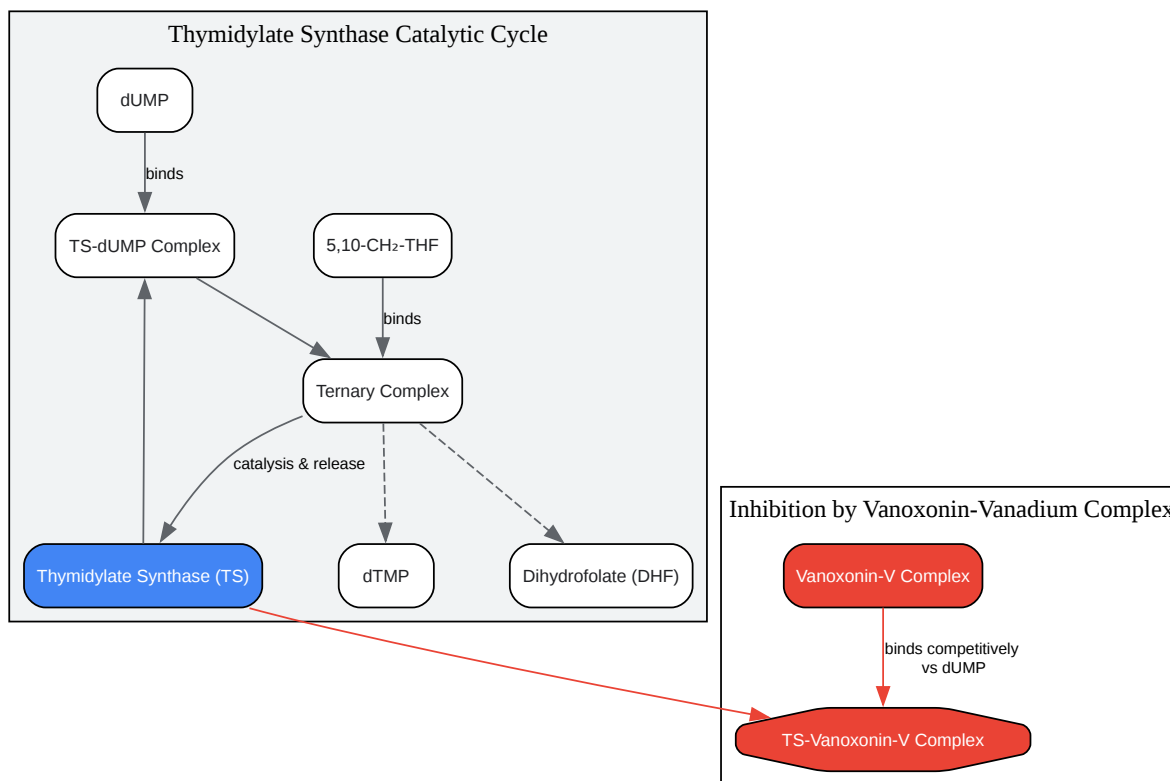 Thymidylate Synthase Catalytic Cycle
dUMP
binds
TS-dUMP Complex
5,10-CH₂-THF
binds
Ternary Complex
catalysis & release
Thymidylate Synthase (TS)
dTMP
Dihydrofolate (DHF)
Inhibition by Vanoxonin-Vanadium Complex
Vanoxonin-V Complex
binds competitively
vs dUMP
TS-Vanoxonin-V Complex